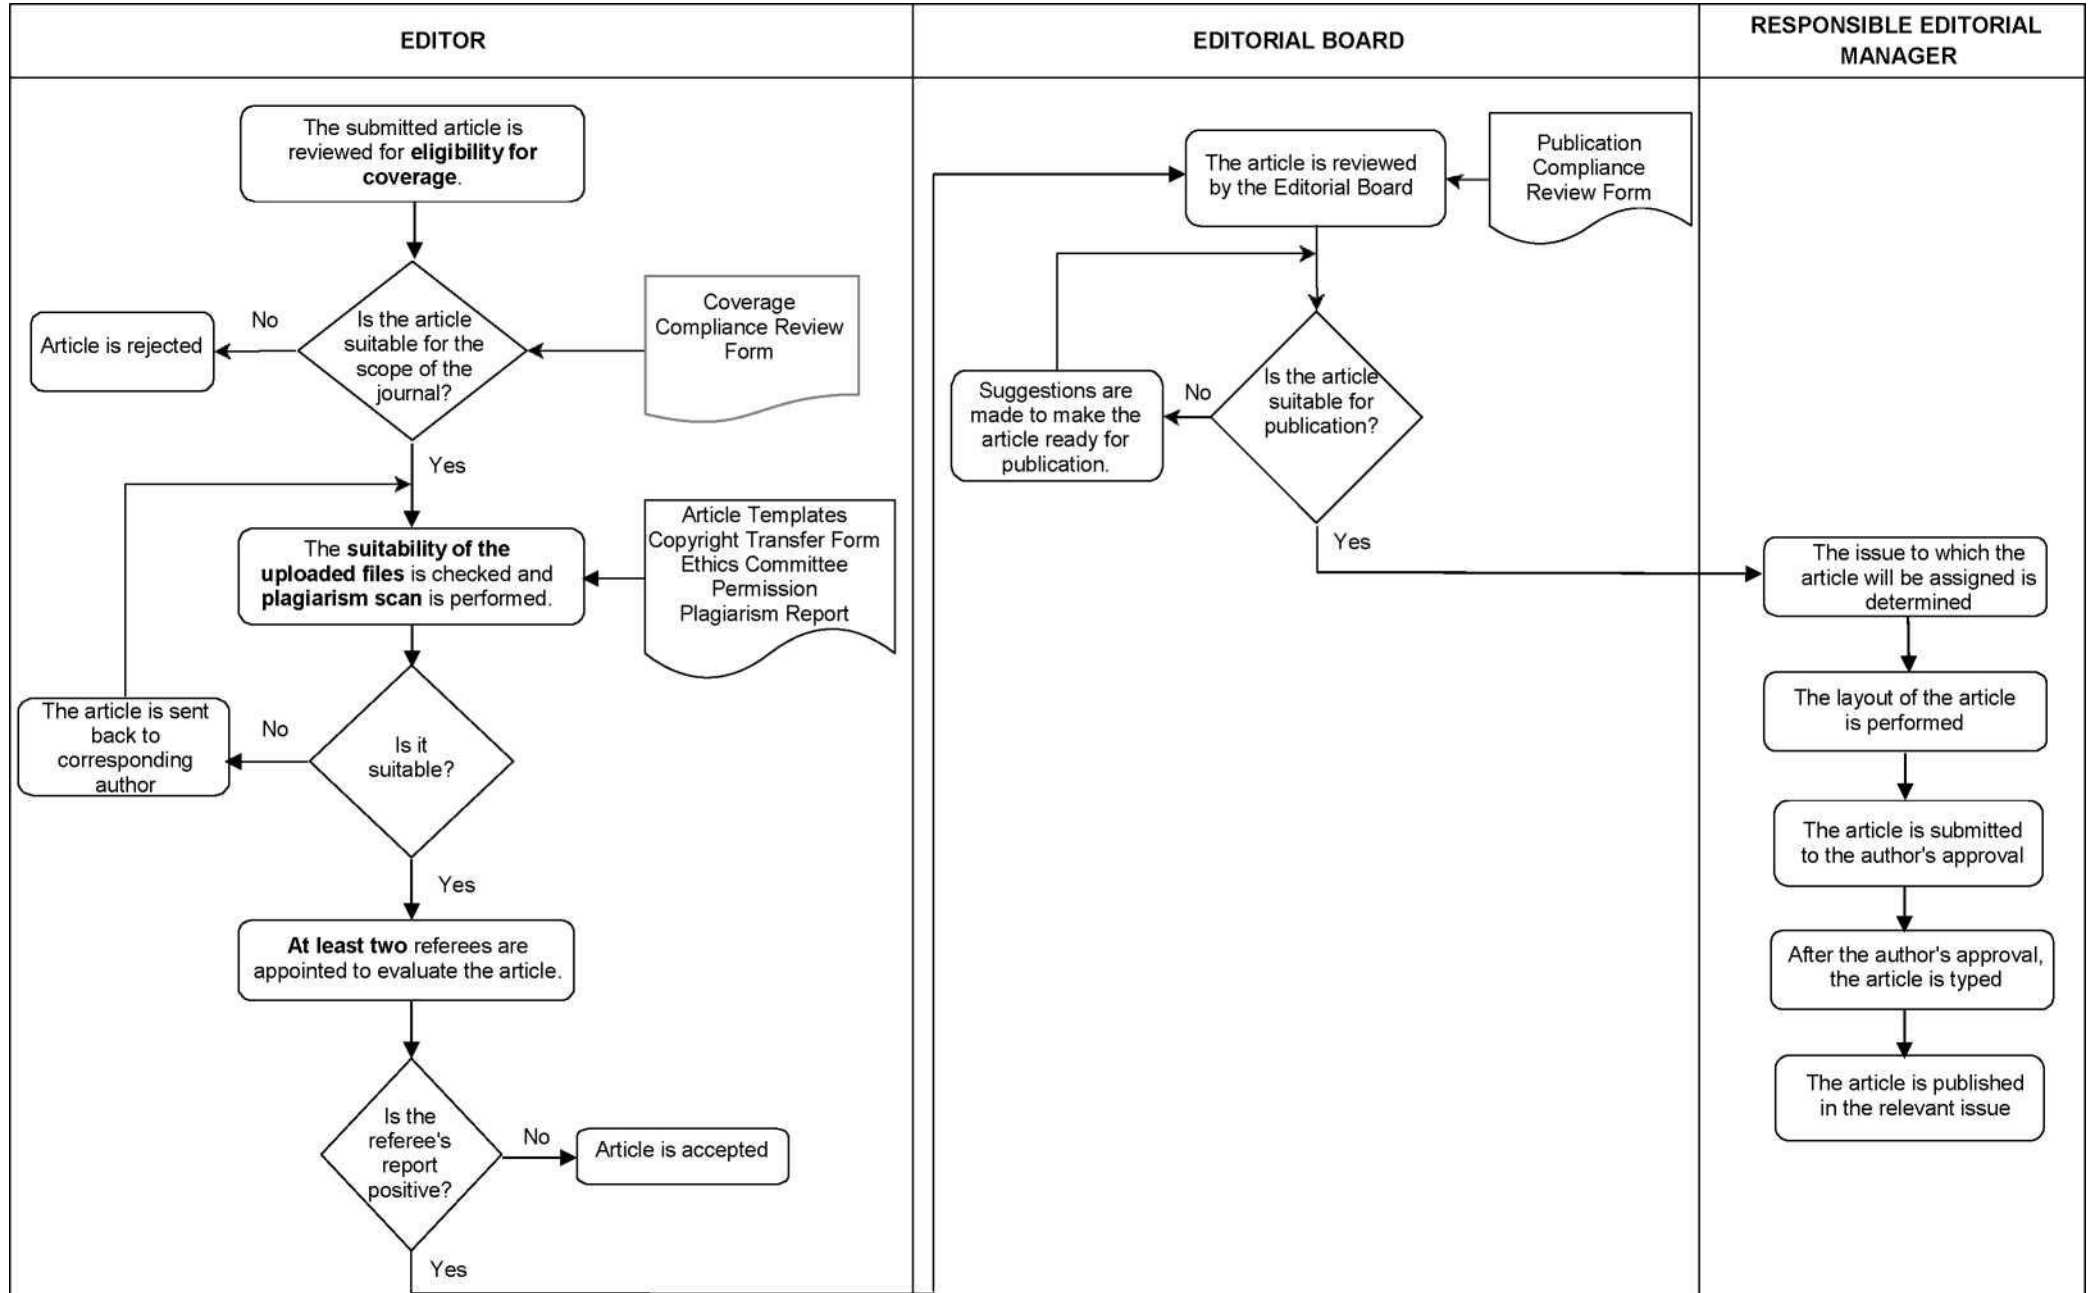 EDITOR
EDITORIAL BOARD
RESPONSIBLE EDITORIAL
MANAGER
The submitted article is
reviewed for eligibility for
coverage.
Is the article
suitable for the
scope of the
journal?
No
Article is rejected
Coverage
Compliance Review
Form
Yes
The suitability of the
uploaded files is checked and
plagiarism scan is performed.
Article Templates
Copyright Transfer Form
Ethics Committee
Permission
Plagiarism Report
Is it
suitable?
No
The article is sent
back to
corresponding
author
Yes
At least two referees are
appointed to evaluate the article.
Is the
referee's
report
positive?
No
Article is accepted
Yes
The article is reviewed
by the Editorial Board
Publication
Compliance
Review Form
Is the article
suitable for
publication?
No
Suggestions are
made to make the
article ready for
publication.
Yes
The issue to which the
article will be assigned is
determined
The layout of the article
is performed
The article is submitted
to the author's approval
After the author's approval,
the article is typed
The article is published
in the relevant issue